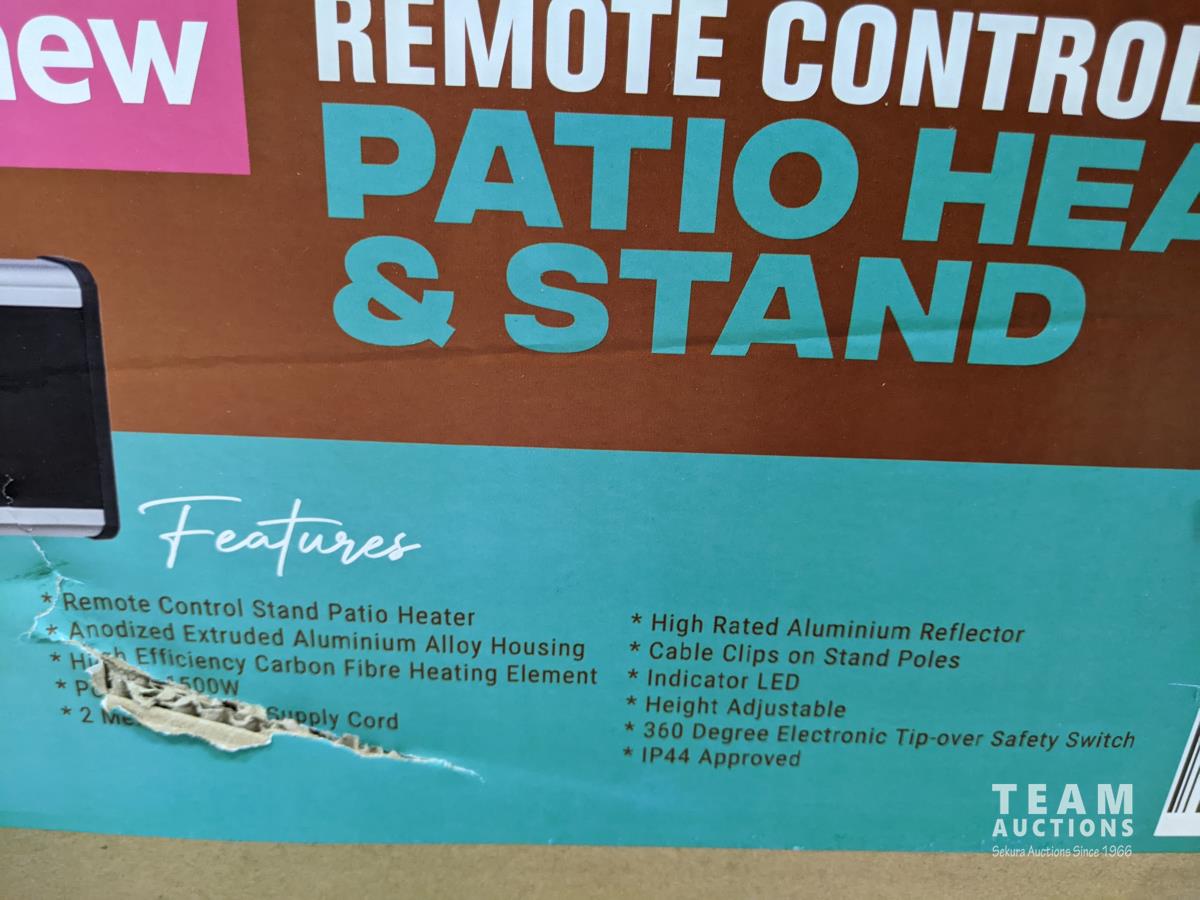 new
REMOTE CONTROL
PATIO HEA
& STAND
Features
* Remote Control Stand Patio Heater
* Anodized Extruded Aluminium Alloy Housing
* High Efficiency Carbon Fibre Heating Element
* 1500W
* 2 Supply Cord
* High Rated Aluminium Reflector
* Cable Clips on Stand Poles
* Indicator LED
* Height Adjustable
* 360 Degree Electronic Tip-over Safety Switch
* IP44 Approved
TEAM
AUCTIONS
Sekura Auctions Since 1966